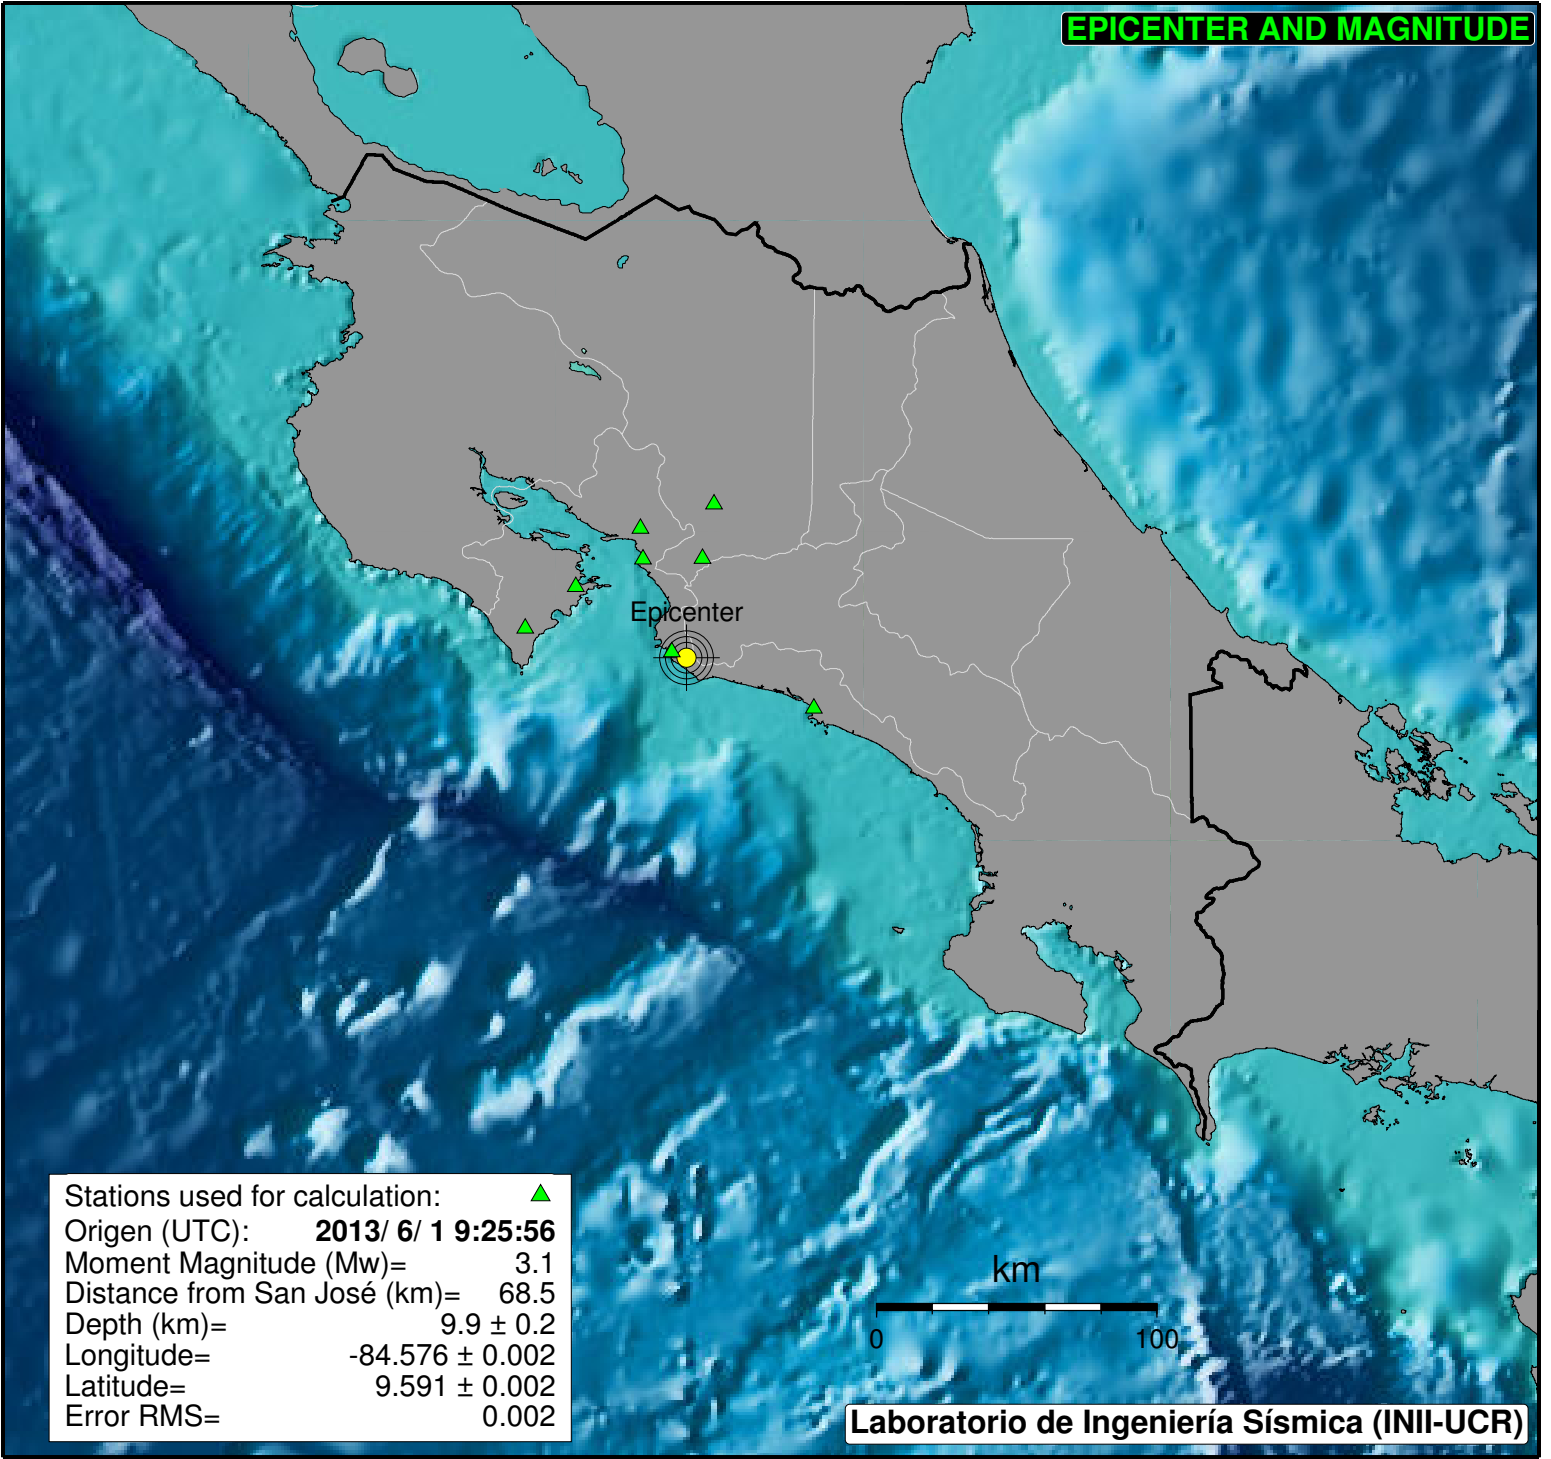 EPICENTER AND MAGNITUDE
Epicenter
Stations used for calculation:
Origen (UTC): 2013/ 6/ 1 9:25:56
Moment Magnitude (Mw)= 3.1
Distance from San José (km)= 68.5
Depth (km)= 9.9 ± 0.2
Longitude= -84.576 ± 0.002
Latitude= 9.591 ± 0.002
Error RMS= 0.002
km
0 100
Laboratorio de Ingeniería Sísmica (INII-UCR)